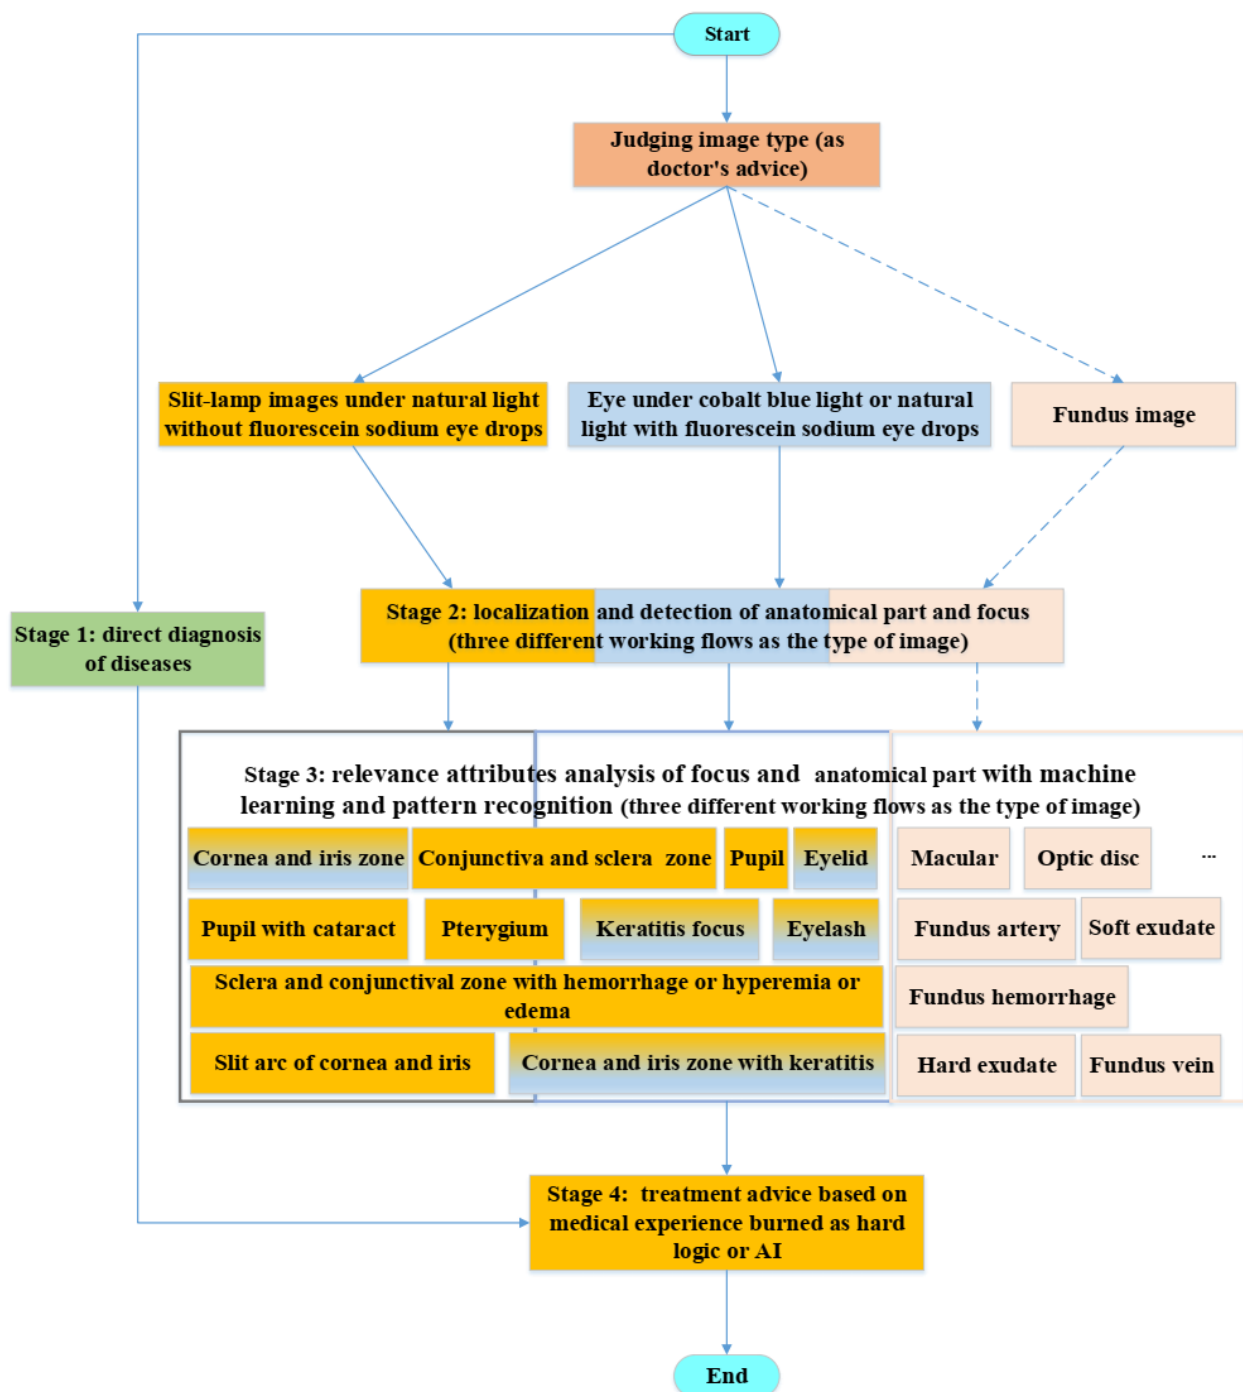 Start
Judging image type (as
doctor's advice)
Slit-lamp images under natural light
without fluorescein sodium eye drops
Eye under cobalt blue light or natural
light with fluorescein sodium eye drops
Fundus image
Stage 1: direct diagnosis
of diseases
Stage 2: localization and detection of anatomical part and focus
(three different working flows as the type of image)
Stage 3: relevance attributes analysis of focus and anatomical part with machine
learning and pattern recognition (three different working flows as the type of image)
Cornea and iris zone
Conjunctiva and sclera zone
Pupil
Eyelid
Macular
Optic disc
...
Pupil with cataract
Pterygium
Keratitis focus
Eyelash
Fundus artery
Soft exudate
Sclera and conjunctival zone with hemorrhage or hyperemia or
edema
Fundus hemorrhage
Slit arc of cornea and iris
Cornea and iris zone with keratitis
Hard exudate
Fundus vein
Stage 4: treatment advice based on
medical experience burned as hard
logic or AI
End